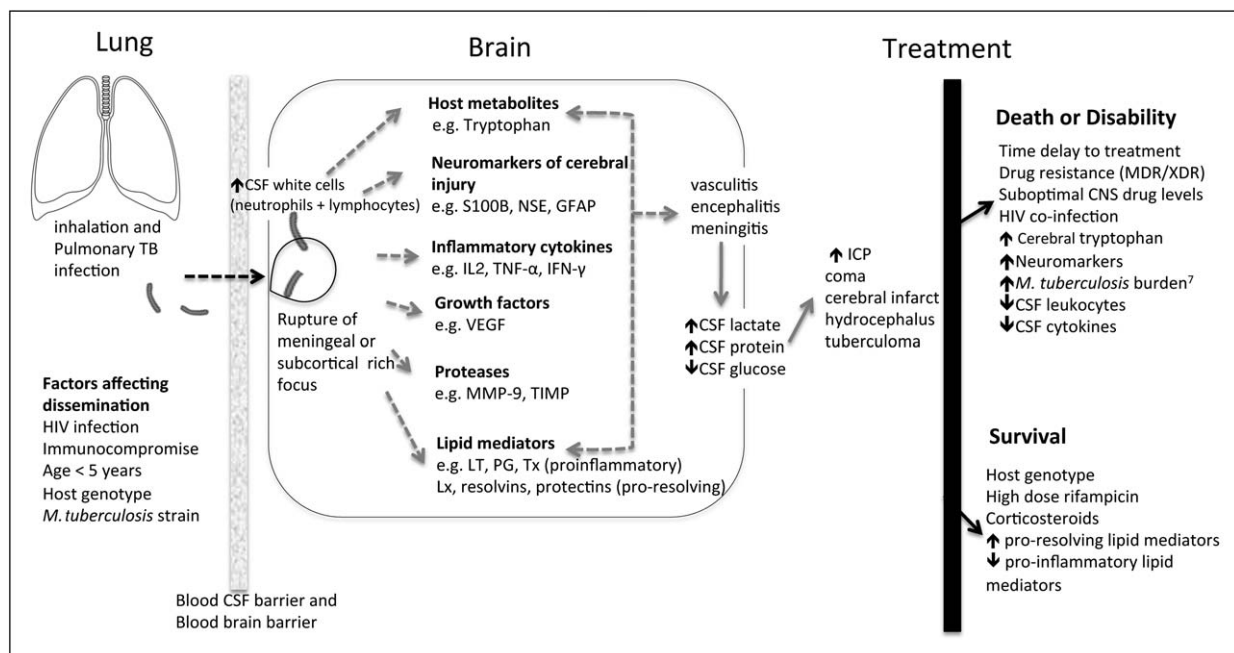 Lung
Brain
Treatment
inhalation and
Pulmonary TB
infection
Factors affecting
dissemination
HIV infection
Immunocompromise
Age < 5 years
Host genotype
M. tuberculosis strain
Blood CSF barrier and
Blood brain barrier
↑CSF white cells
(neutrophils + lymphocytes)
Rupture of
meningeal or
subcortical rich
focus
Host metabolites
e.g. Tryptophan
Neuromarkers of cerebral
injury
e.g. S100B, NSE, GFAP
Inflammatory cytokines
e.g. IL2, TNF-α, IFN-γ
Growth factors
e.g. VEGF
Proteases
e.g. MMP-9, TIMP
Lipid mediators
e.g. LT, PG, Tx (proinflammatory)
Lx, resolvins, protectins (pro-resolving)
vasculitis
encephalitis
meningitis
↑CSF lactate
↑CSF protein
↓CSF glucose
↑ ICP
coma
cerebral infarct
hydrocephalus
tuberculoma
Death or Disability
Time delay to treatment
Drug resistance (MDR/XDR)
Suboptimal CNS drug levels
HIV co-infection
↑ Cerebral tryptophan
↑Neuromarkers
↑M. tuberculosis burden⁷
↓CSF leukocytes
↓CSF cytokines
Survival
Host genotype
High dose rifampicin
Corticosteroids
↑ pro-resolving lipid mediators
↓ pro-inflammatory lipid
mediators